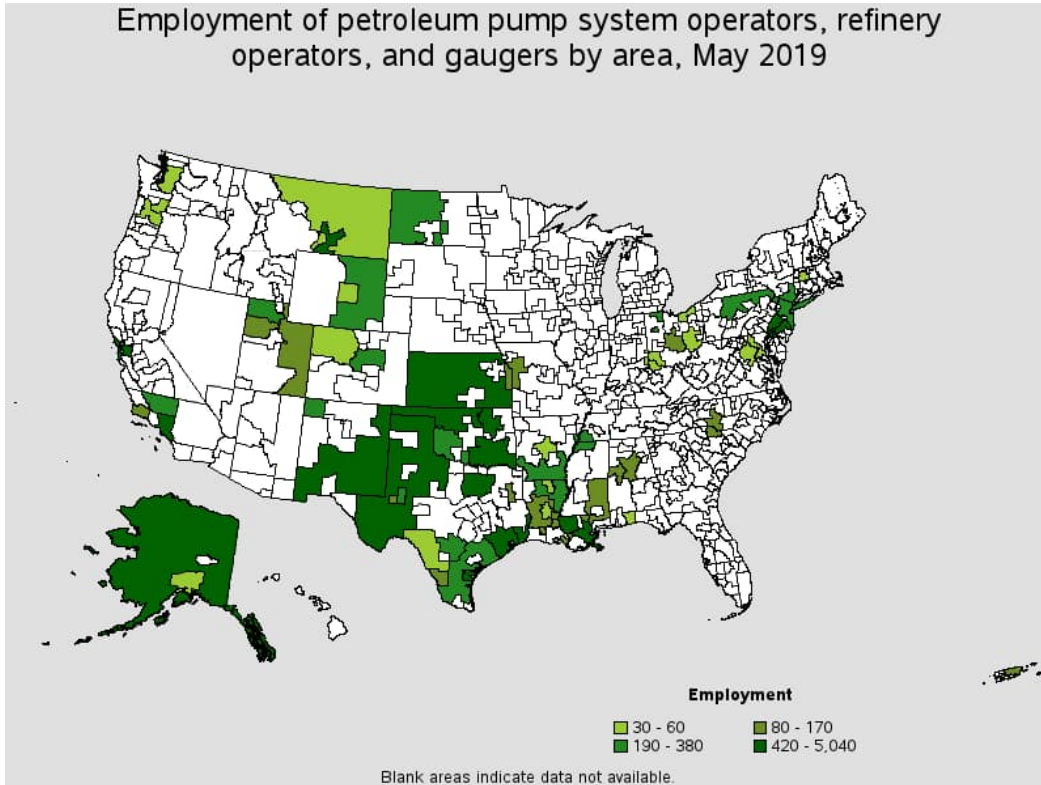 Employment of petroleum pump system operators, refinery
operators, and gaugers by area, May 2019
Employment
30 - 60
80 - 170
190 - 380
420 - 5,040
Blank areas indicate data not available.